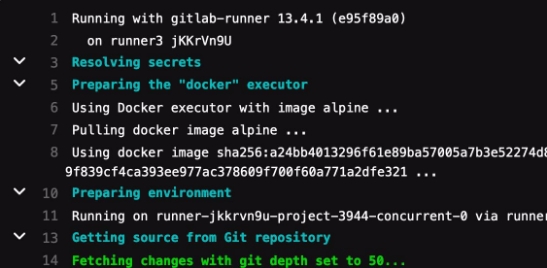 1 Running with gitlab-runner 13.4.1 (e95f89a0)
2 on runner3 jKKrVn9U
3 Resolving secrets
5 Preparing the "docker" executor
6 Using Docker executor with image alpine ...
7 Pulling docker image alpine ...
8 Using docker image sha256:a24bb4013296f61e89ba57005a7b3e52274d8
9f839cf4ca393ee977ac378609f700f60a771a2dfe321 ...
10 Preparing environment
11 Running on runner-jkkrvn9u-project-3944-concurrent-0 via runner
13 Getting source from Git repository
14 Fetching changes with git depth set to 50...